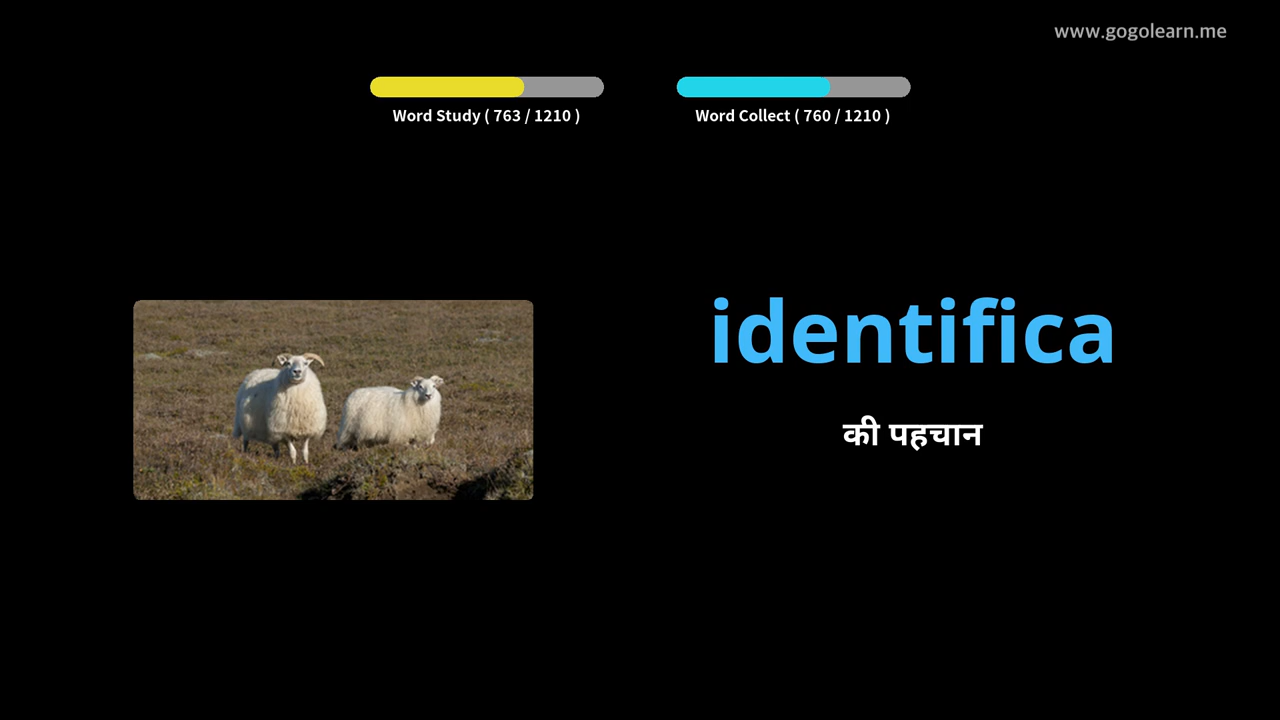 www.gogolearn.me
Word Study ( 763 / 1210 )
Word Collect ( 760 / 1210 )
identifica
की पहचान